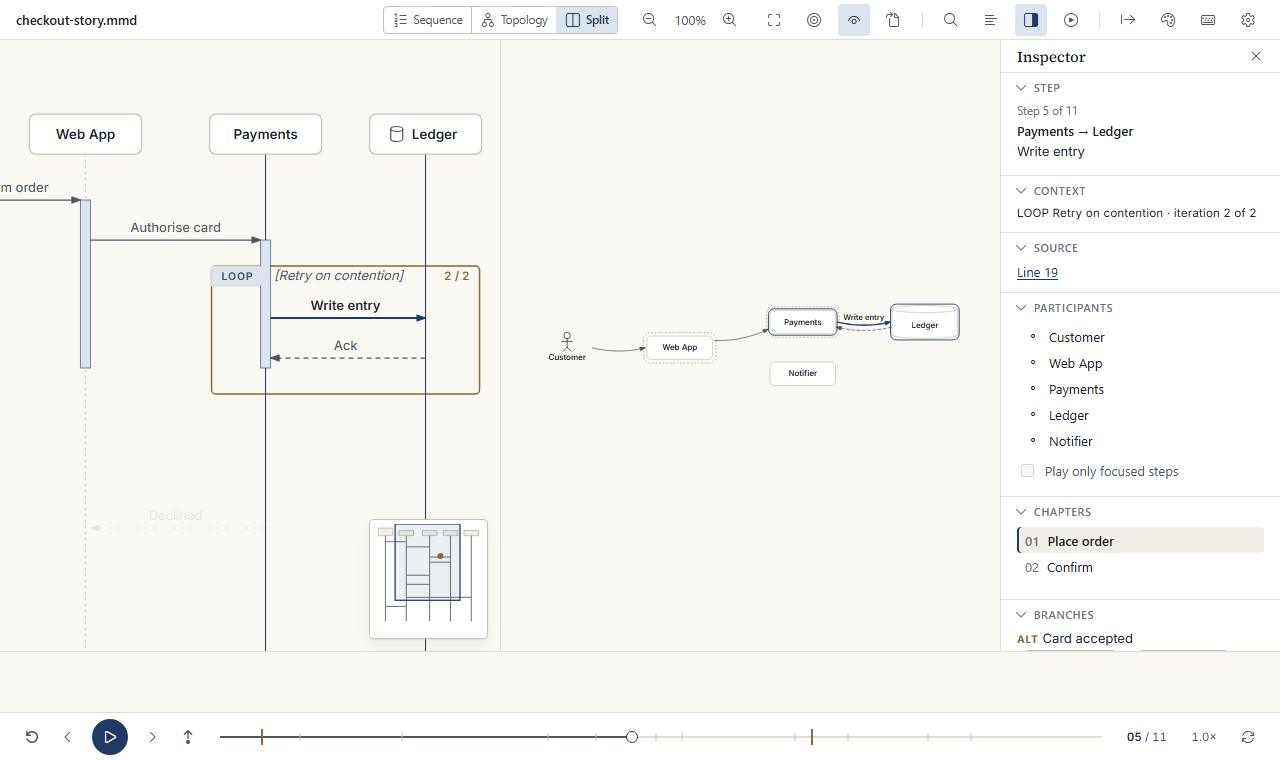 checkout-story.mmd
Sequence
Topology
Split
100%
Web App
Payments
Ledger
rm order
Authorise card
LOOP
[Retry on contention]
2 / 2
Write entry
Ack
Declined
Customer
Web App
Payments
Write entry
Ledger
Notifier
Inspector
STEP
Step 5 of 11
Payments → Ledger
Write entry
CONTEXT
LOOP Retry on contention · iteration 2 of 2
SOURCE
Line 19
PARTICIPANTS
Customer
Web App
Payments
Ledger
Notifier
Play only focused steps
CHAPTERS
01 Place order
02 Confirm
BRANCHES
ALT Card accepted
05 / 11
1.0×